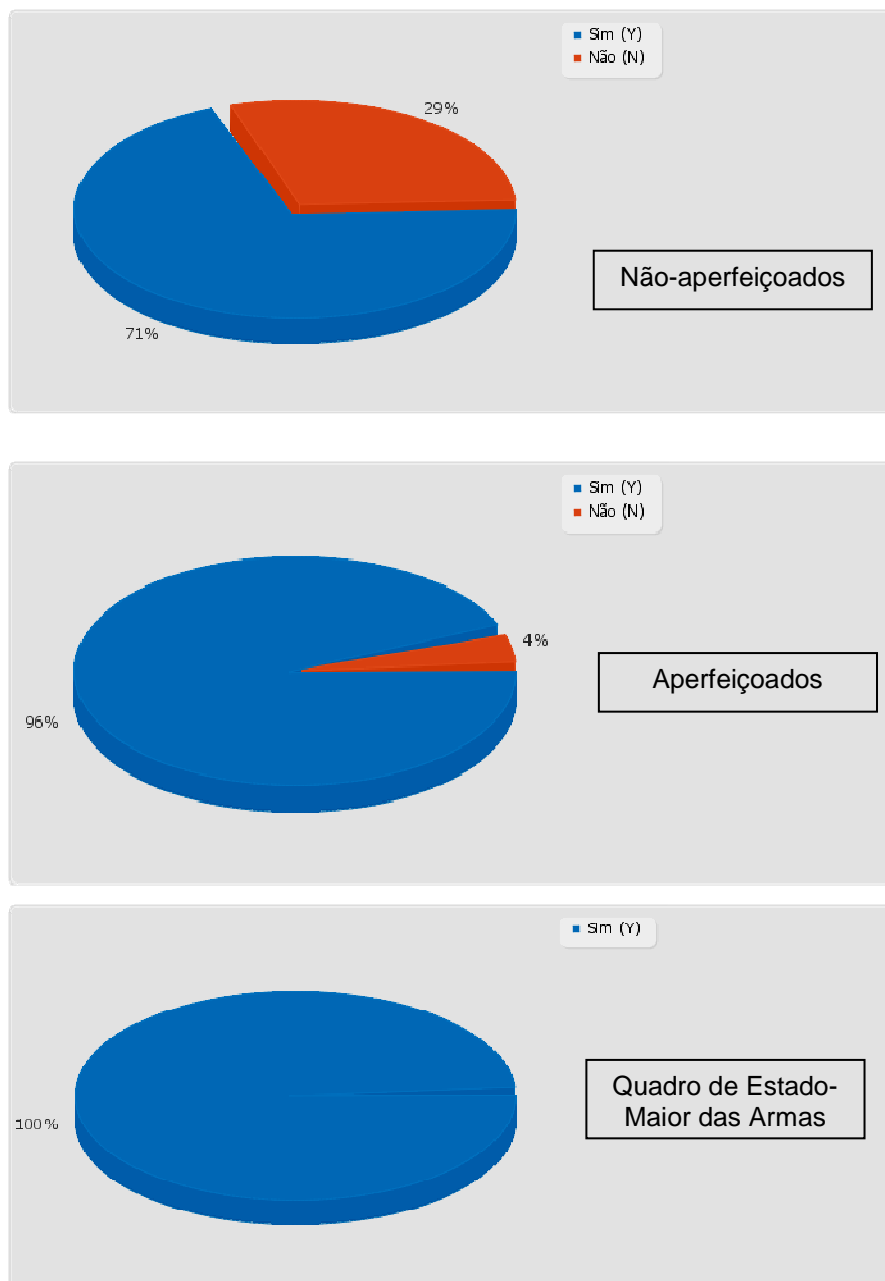 Sim (Y)
Não (N)
29%
71%
Não-aperfeiçoados
Sim (Y)
Não (N)
4%
96%
Aperfeiçoados
Sim (Y)
100%
Quadro de Estado-
Maior das Armas